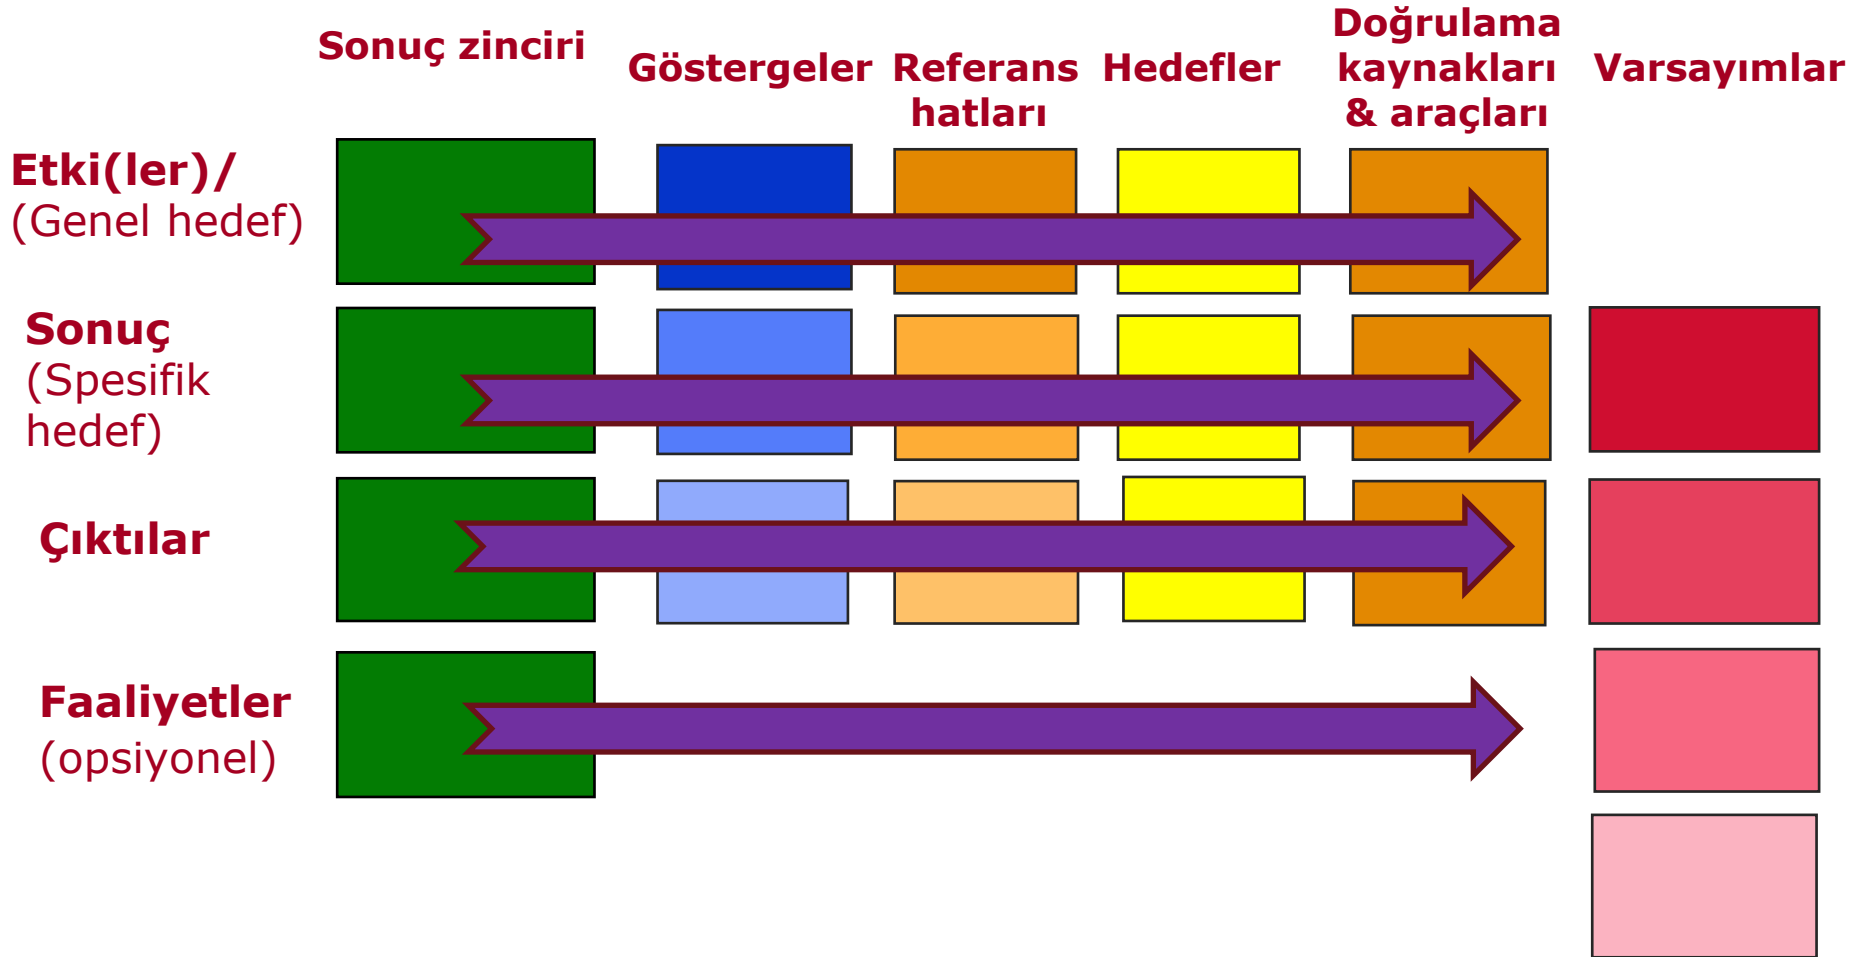 Sonuç zinciri
Göstergeler
Referans
hatları
Hedefler
Doğrulama
kaynakları
& araçları
Varsayımlar
Etki(ler)/
(Genel hedef)
Sonuç
(Spesifik
hedef)
Çıktılar
Faaliyetler
(opsiyonel)